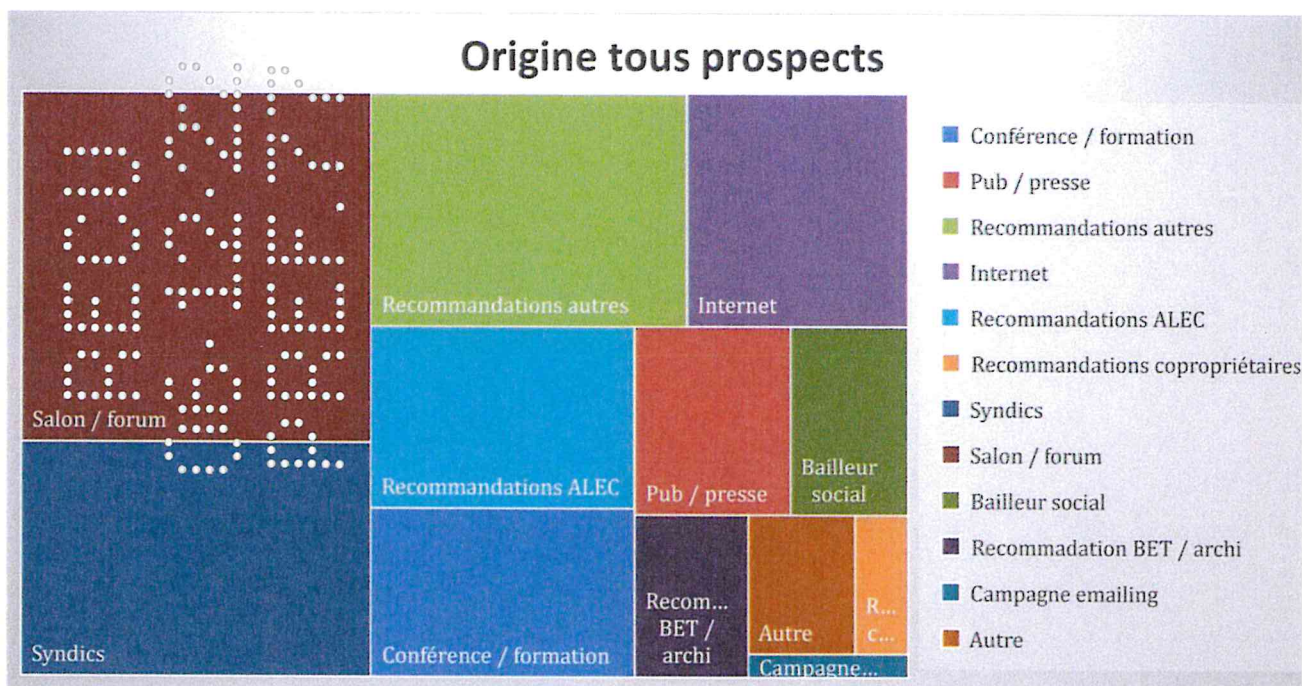 Origine tous prospects
RECU
Salon / forum
Syndics
Recommandations autres
Internet
Recommandations ALEC
Pub / presse
Bailleur
social
Conférence / formation
Recom...
BET /
archi
Autre
R...
c...
Campagne...
Conférence / formation
Pub / presse
Recommandations autres
Internet
Recommandations ALEC
Recommandations copropriétaires
Syndics
Salon / forum
Bailleur social
Recommadation BET / archi
Campagne emailing
Autre